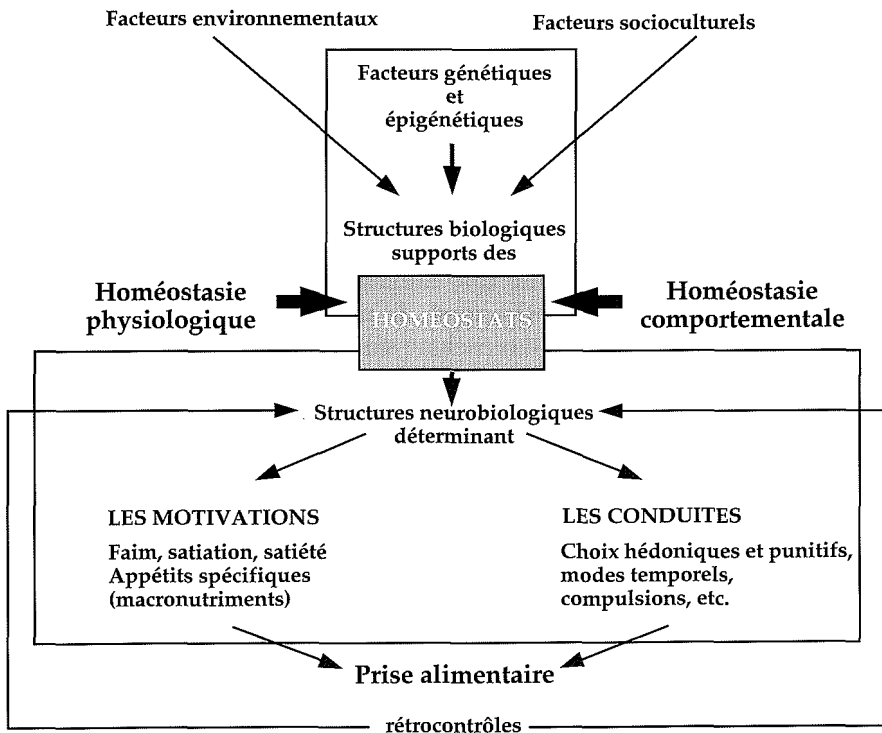 Facteurs environnementaux
Facteurs socioculturels
Facteurs génétiques
et
épigénétiques
Structures biologiques
supports des
Homéostasie
physiologique
HOMÉOSTATS
Homéostasie
comportementale
Structures neurobiologiques
déterminant
LES MOTIVATIONS
Faim, satiation, satiété
Appétits spécifiques
(macronutriments)
LES CONDUITES
Choix hédoniques et punitifs,
modes temporels,
compulsions, etc.
Prise alimentaire
rétrocontrôles